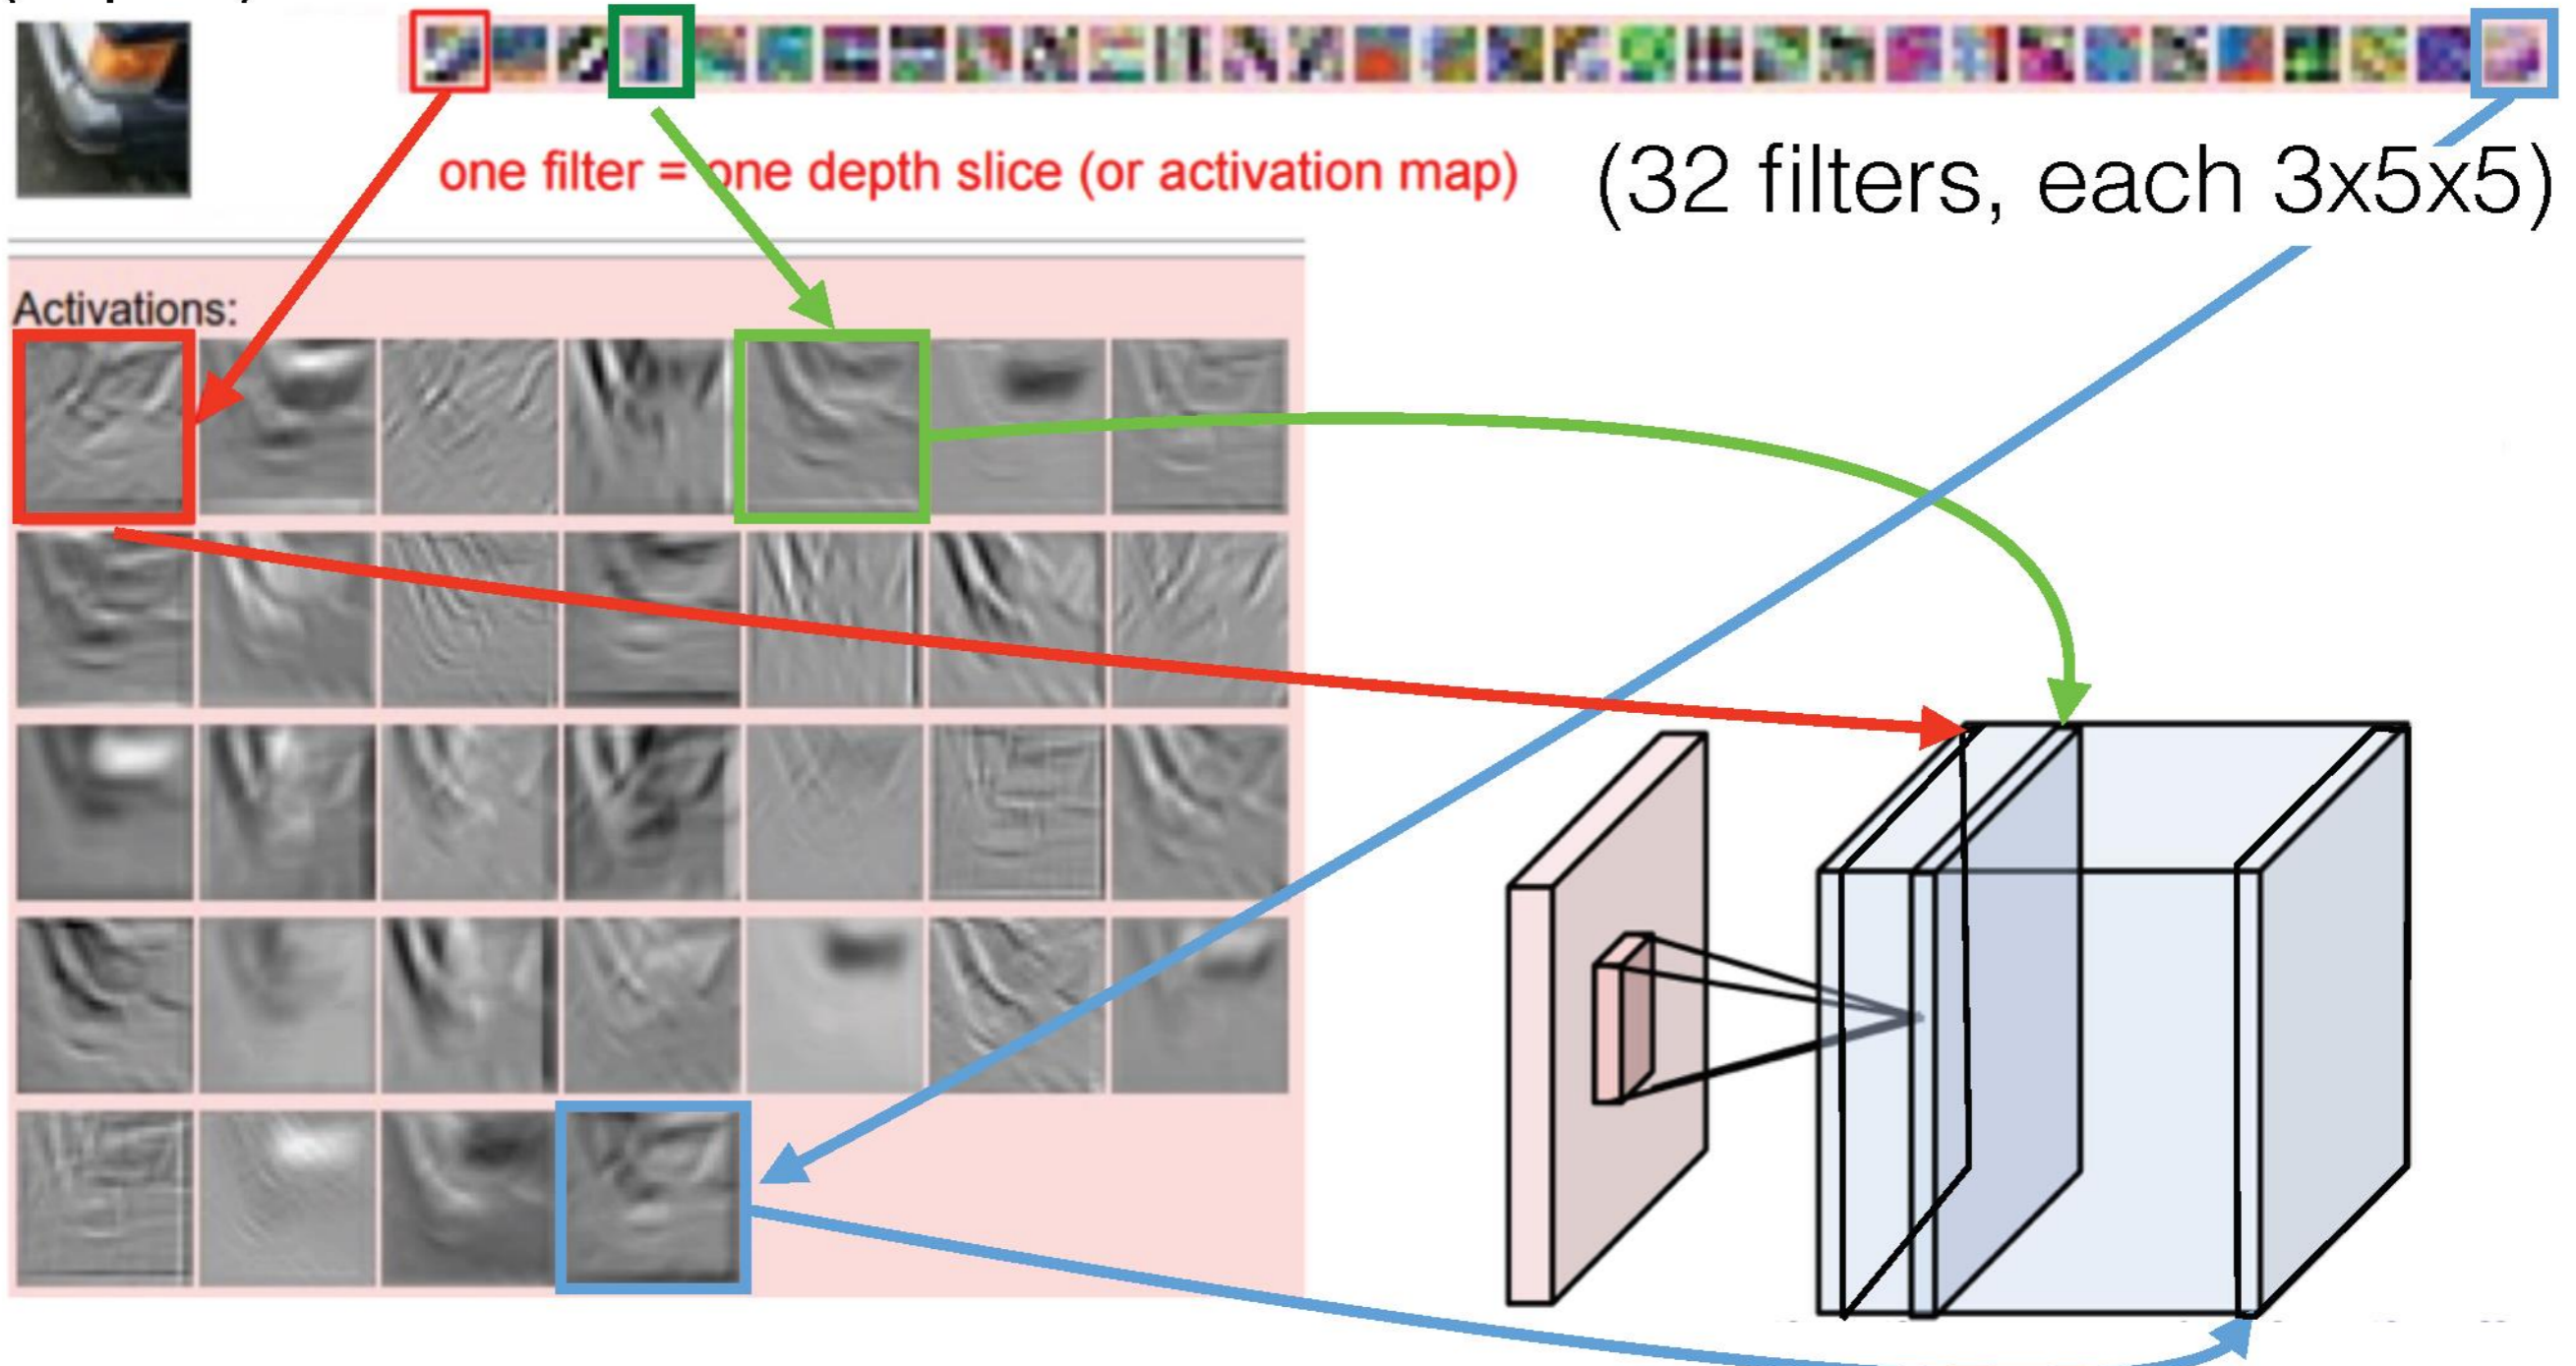 one filter = one depth slice (or activation map)
(32 filters, each 3x5x5)
Activations: